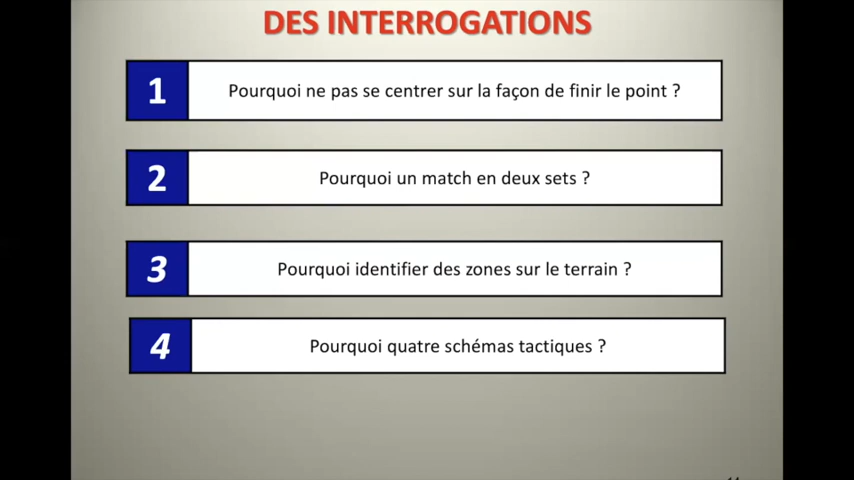 DES INTERROGATIONS
1 Pourquoi ne pas se centrer sur la façon de finir le point ?
2 Pourquoi un match en deux sets ?
3 Pourquoi identifier des zones sur le terrain ?
4 Pourquoi quatre schémas tactiques ?